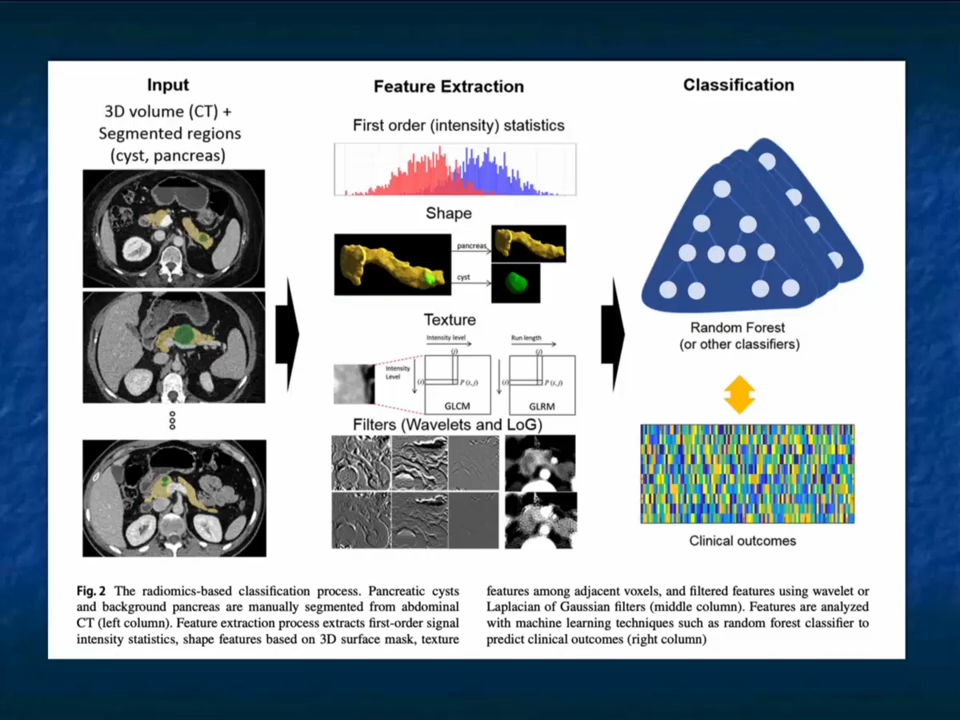 Input
3D volume (CT) +
Segmented regions
(cyst, pancreas)
Feature Extraction
First order (intensity) statistics
Shape
pancreas
cyst
Texture
Intensity level
(j)
Intensity
Level
(i)
P (i, j)
GLCM
Run length
(j)
(i)
P (i, j)
GLRM
Filters (Wavelets and LoG)
Classification
Random Forest
(or other classifiers)
Clinical outcomes
Fig. 2 The radiomics-based classification process. Pancreatic cysts
and background pancreas are manually segmented from abdominal
CT (left column). Feature extraction process extracts first-order signal
intensity statistics, shape features based on 3D surface mask, texture
features among adjacent voxels, and filtered features using wavelet or
Laplacian of Gaussian filters (middle column). Features are analyzed
with machine learning techniques such as random forest classifier to
predict clinical outcomes (right column)